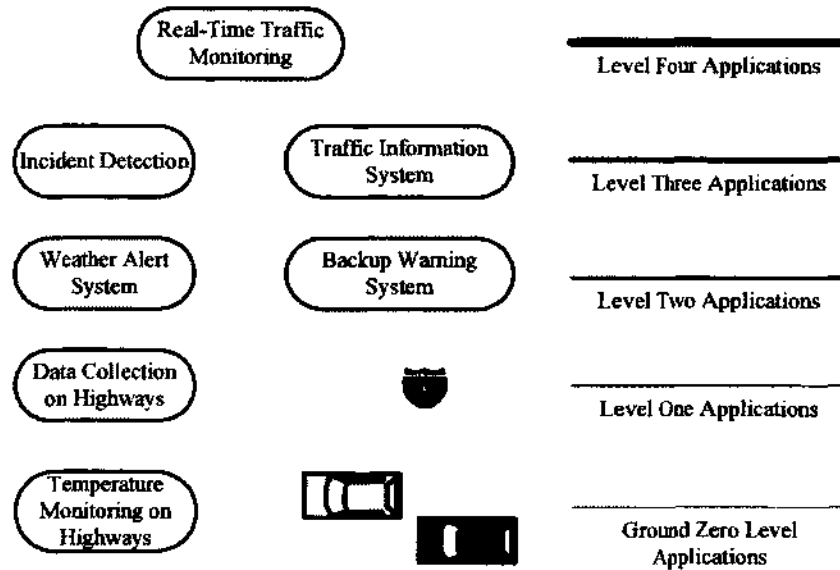 Real-Time Traffic
Monitoring
Level Four Applications
Incident Detection
Traffic Information
System
Level Three Applications
Weather Alert
System
Backup Warning
System
Level Two Applications
Data Collection
on Highways
Level One Applications
Temperature
Monitoring on
Highways
Ground Zero Level
Applications